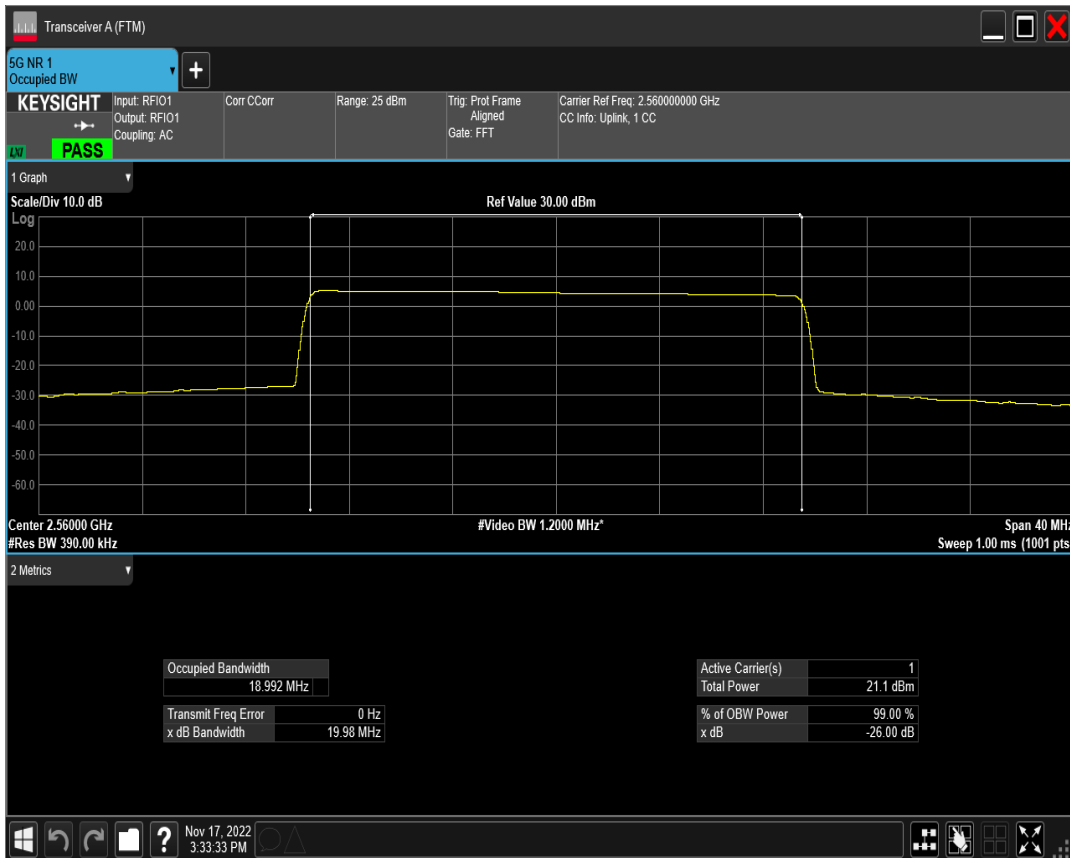 Transceiver A (FTM)
5G NR 1
Occupied BW
+
KEYSIGHT
LXI
PASS
Input: RFIO1
Output: RFIO1
Coupling: AC
Corr CCorr
Range: 25 dBm
Trig: Prot Frame
Aligned
Gate: FFT
Carrier Ref Freq: 2.560000000 GHz
CC Info: Uplink, 1 CC
1 Graph
Scale/Div 10.0 dB
Ref Value 30.00 dBm
Log
20.0
10.0
0.00
-10.0
-20.0
-30.0
-40.0
-50.0
-60.0
Center 2.56000 GHz
#Video BW 1.2000 MHz*
Span 40 MHz
#Res BW 390.00 kHz
Sweep 1.00 ms (1001 pts
2 Metrics
Occupied Bandwidth
18.992 MHz
Transmit Freq Error 0 Hz
x dB Bandwidth 19.98 MHz
Active Carrier(s) 1
Total Power 21.1 dBm
% of OBW Power 99.00 %
x dB -26.00 dB
?
Nov 17, 2022
3:33:33 PM